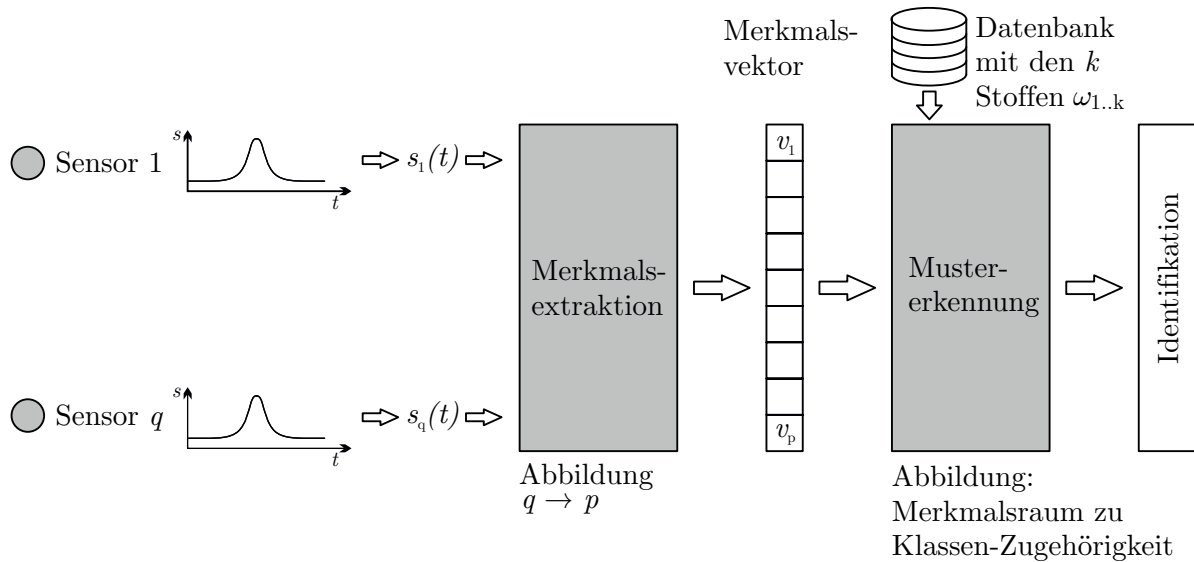 Merkmals-
vektor
Datenbank
mit den k
Stoffen ω1..k
Sensor 1
s
t
s1(t)
Sensor q
s
t
sq(t)
Merkmals-
extraktion
Abbildung
q → p
v1
vp
Muster-
erkennung
Abbildung:
Merkmalsraum zu
Klassen-Zugehörigkeit
Identifikation